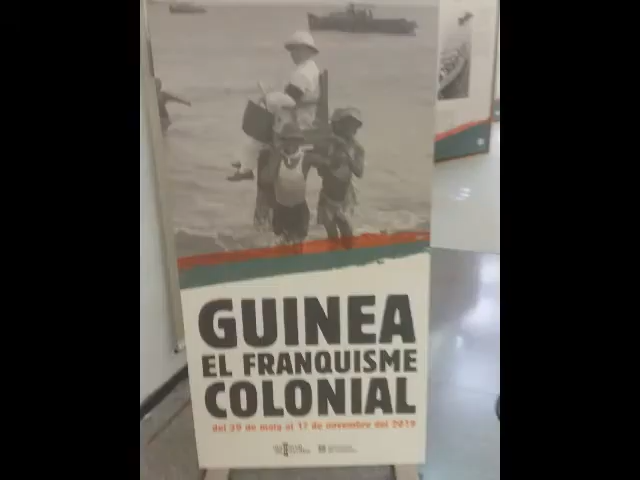 GUINEA
EL FRANQUISME
COLONIAL
del 29 de maig al 17 de novembre del 2019